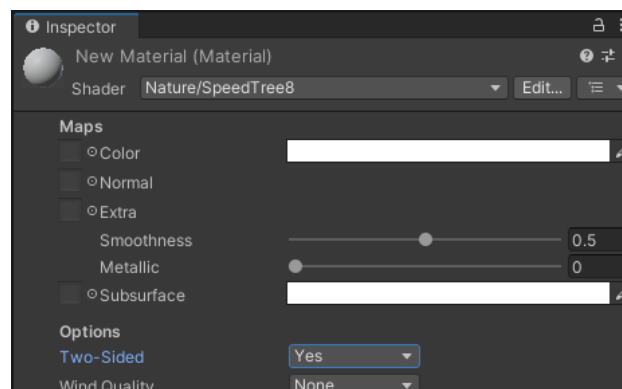 Inspector
New Material (Material)
Shader Nature/SpeedTree8 Edit...
Maps
Color
Normal
Extra
Smoothness 0.5
Metallic 0
Subsurface
Options
Two-Sided Yes
Wind Quality None